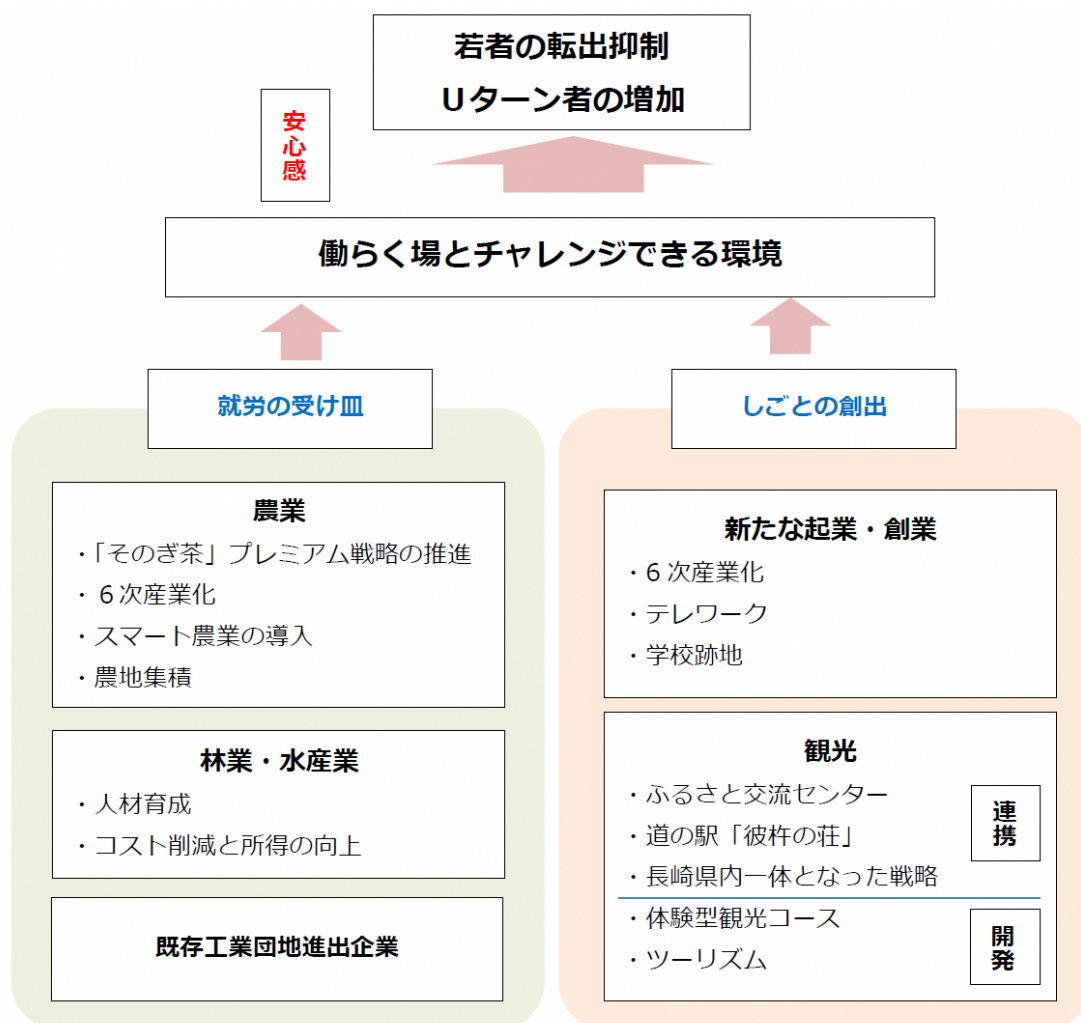 若者の転出抑制
Uターン者の増加
安心感
働らく場とチャレンジできる環境
就労の受け皿
農業
・「そのぎ茶」プレミアム戦略の推進
・６次産業化
・スマート農業の導入
・農地集積
林業・水産業
・人材育成
・コスト削減と所得の向上
既存工業団地進出企業
しごとの創出
新たな起業・創業
・６次産業化
・テレワーク
・学校跡地
観光
・ふるさと交流センター
・道の駅「彼杵の荘」
・長崎県内一体となった戦略
連携
・体験型観光コース
・ツーリズム
開発